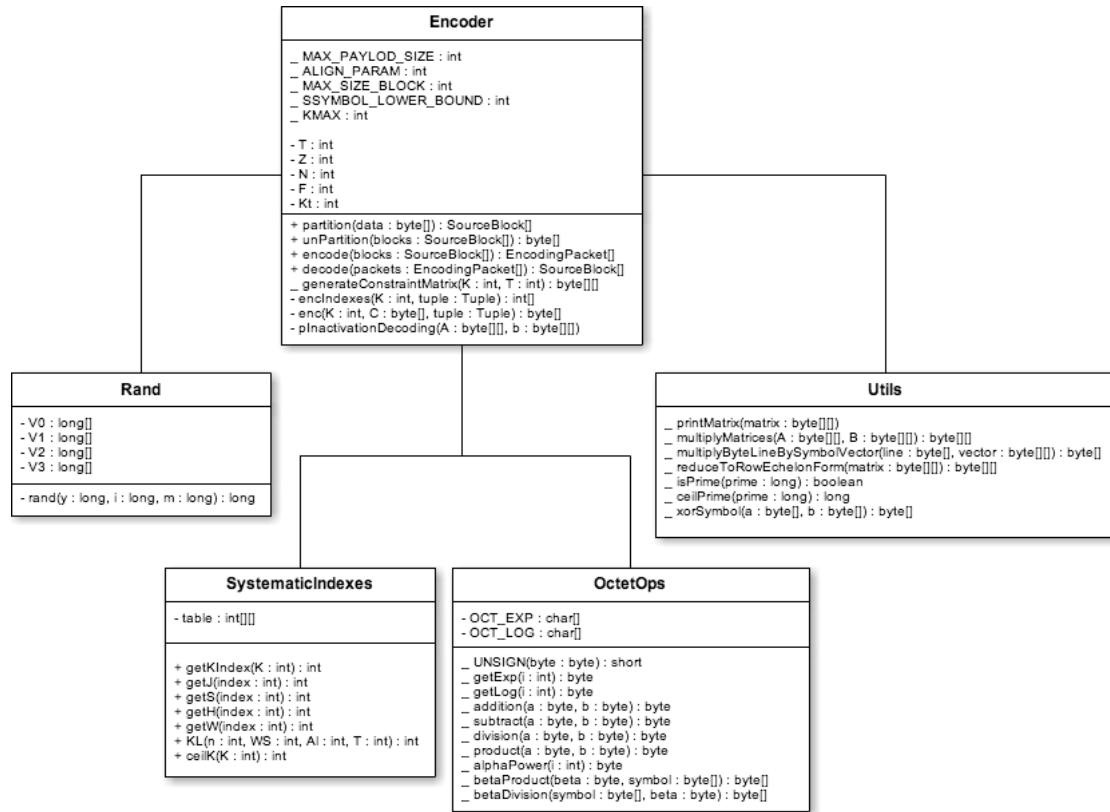 Encoder
_ MAX_PAYLOD_SIZE : int
_ ALIGN_PARAM : int
_ MAX_SIZE_BLOCK : int
_ SSYMBOL_LOWER_BOUND : int
_ KMAX : int
- T : int
- Z : int
- N : int
- F : int
- Kt : int
+ partition(data : byte[]) : SourceBlock[]
+ unPartition(blocks : SourceBlock[]) : byte[]
+ encode(blocks : SourceBlock[]) : EncodingPacket[]
+ decode(packets : EncodingPacket[]) : SourceBlock[]
_ generateConstraintMatrix(K : int, T : int) : byte[][]
- encIndexes(K : int, tuple : Tuple) : int[]
- enc(K : int, C : byte[], tuple : Tuple) : byte[]
- pInactivationDecoding(A : byte[][], b : byte[][])
Rand
- V0 : long[]
- V1 : long[]
- V2 : long[]
- V3 : long[]
- rand(y : long, i : long, m : long) : long
Utils
_ printMatrix(matrix : byte[][])
_ multiplyMatrices(A : byte[][], B : byte[][]) : byte[][]
_ multiplyByteLineBySymbolVector(line : byte[], vector : byte[][]) : byte[]
_ reduceToRowEchelonForm(matrix : byte[][]) : byte[][]
_ isPrime(prime : long) : boolean
_ ceilPrime(prime : long) : long
_ xorSymbol(a : byte[], b : byte[]) : byte[]
SystematicIndexes
- table : int[][]
+ getKIndex(K : int) : int
+ getJ(index : int) : int
+ getS(index : int) : int
+ getH(index : int) : int
+ getW(index : int) : int
+ KL(n : int, WS : int, Al : int, T : int) : int
+ ceilK(K : int) : int
OctetOps
- OCT_EXP : char[]
- OCT_LOG : char[]
_ UNSIGN(byte : byte) : short
_ getExp(i : int) : byte
_ getLog(i : int) : byte
_ addition(a : byte, b : byte) : byte
_ subtract(a : byte, b : byte) : byte
_ division(a : byte, b : byte) : byte
_ product(a : byte, b : byte) : byte
_ alphaPower(i : int) : byte
_ betaProduct(beta : byte, symbol : byte[]) : byte[]
_ betaDivision(symbol : byte[], beta : byte) : byte[]